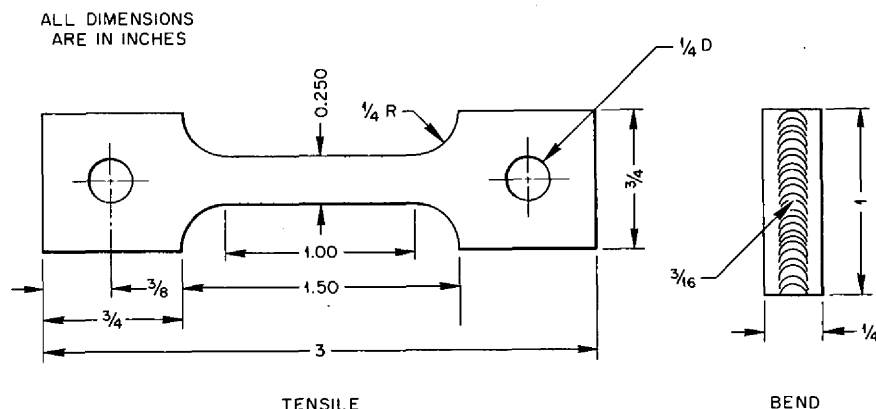 ALL DIMENSIONS
ARE IN INCHES
1/4 D
0.250
1/4 R
3/4
1
1.00
3/16
3/8
1.50
3/4
1/4
3
TENSILE
BEND